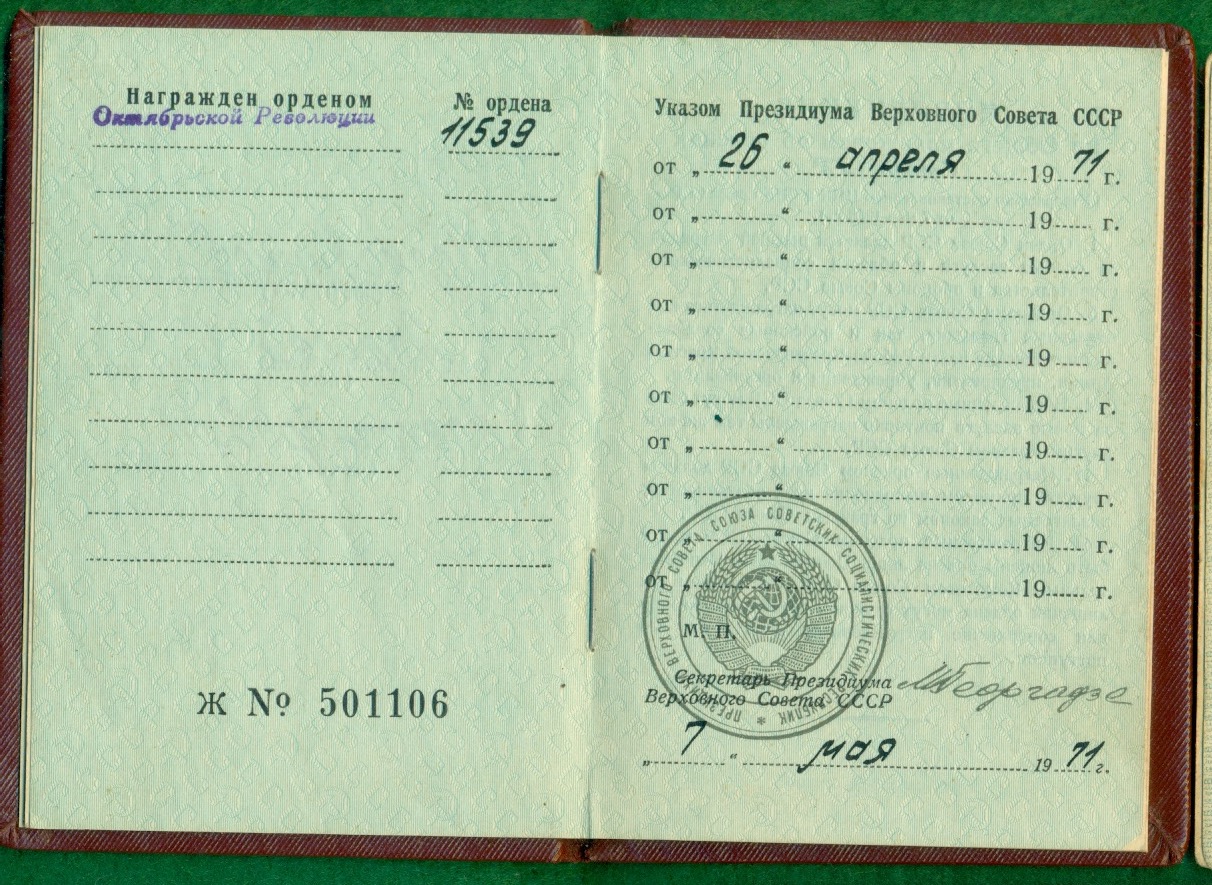 Награжден орденом
Октябрьской Революции
№ ордена
11539
Ж № 501106
Указом Президиума Верховного Совета СССР
от „ 26 “ апреля 19 71 г.
от „ “ 19 г.
от „ “ 19 г.
от „ “ 19 г.
от „ “ 19 г.
от „ “ 19 г.
от „ “ 19 г.
от „ “ 19 г.
от „ “ 19 г.
от „ “ 19 г.
ПРЕЗИДИУМ ВЕРХОВНОГО СОВЕТА СОЮЗА СОВЕТСКИХ СОЦИАЛИСТИЧЕСКИХ РЕСПУБЛИК *
М. П.
Секретарь Президиума
Верховного Совета СССР
МГеоргадзе
„ 7 “ мая 19 71 г.